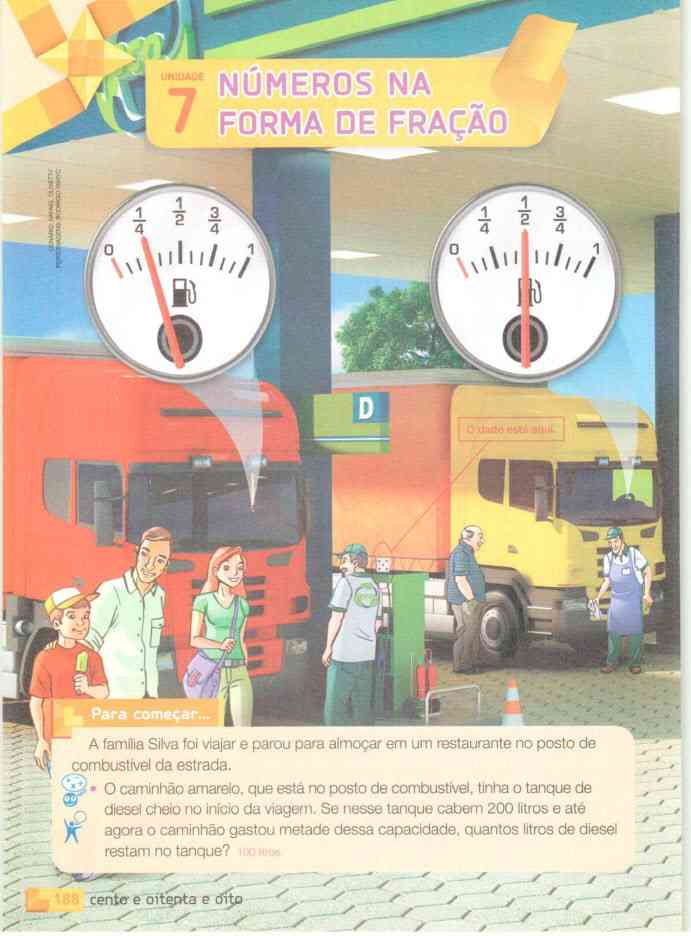 UNIDADE
7
NÚMEROS NA
FORMA DE FRAÇÃO
0 1/4 1/2 3/4 1
0 1/4 1/2 3/4 1
D
O dado está aqui.
Para começar...
A família Silva foi viajar e parou para almoçar em um restaurante no posto de
combustível da estrada.
• O caminhão amarelo, que está no posto de combustível, tinha o tanque de
diesel cheio no início da viagem. Se nesse tanque cabem 200 litros e até
agora o caminhão gastou metade dessa capacidade, quantos litros de diesel
restam no tanque? 100 litros.
188 cento e oitenta e oito